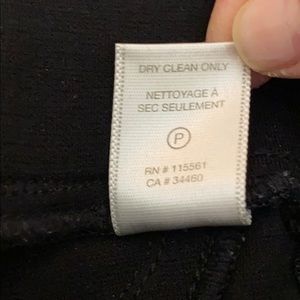 DRY CLEAN ONLY
NETTOYAGE À
SEC SEULEMENT
P
RN # 115561
CA # 34460